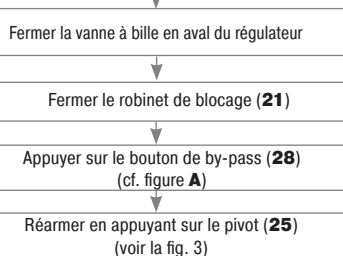 Fermer la vanne à bille en aval du régulateur
Fermer le robinet de blocage (21)
Appuyer sur le bouton de by-pass (28)
(cf. figure A)
Réarmer en appuyant sur le pivot (25)
(voir la fig. 3)